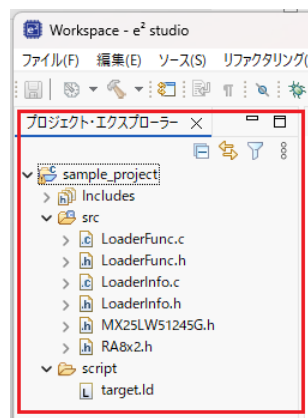 Workspace - e² studio
ファイル(F) 編集(E) ソース(S) リファクタリング(
プロジェクト・エクスプローラー
sample_project
Includes
src
LoaderFunc.c
LoaderFunc.h
LoaderInfo.c
LoaderInfo.h
MX25LW51245G.h
RA8x2.h
script
target.ld